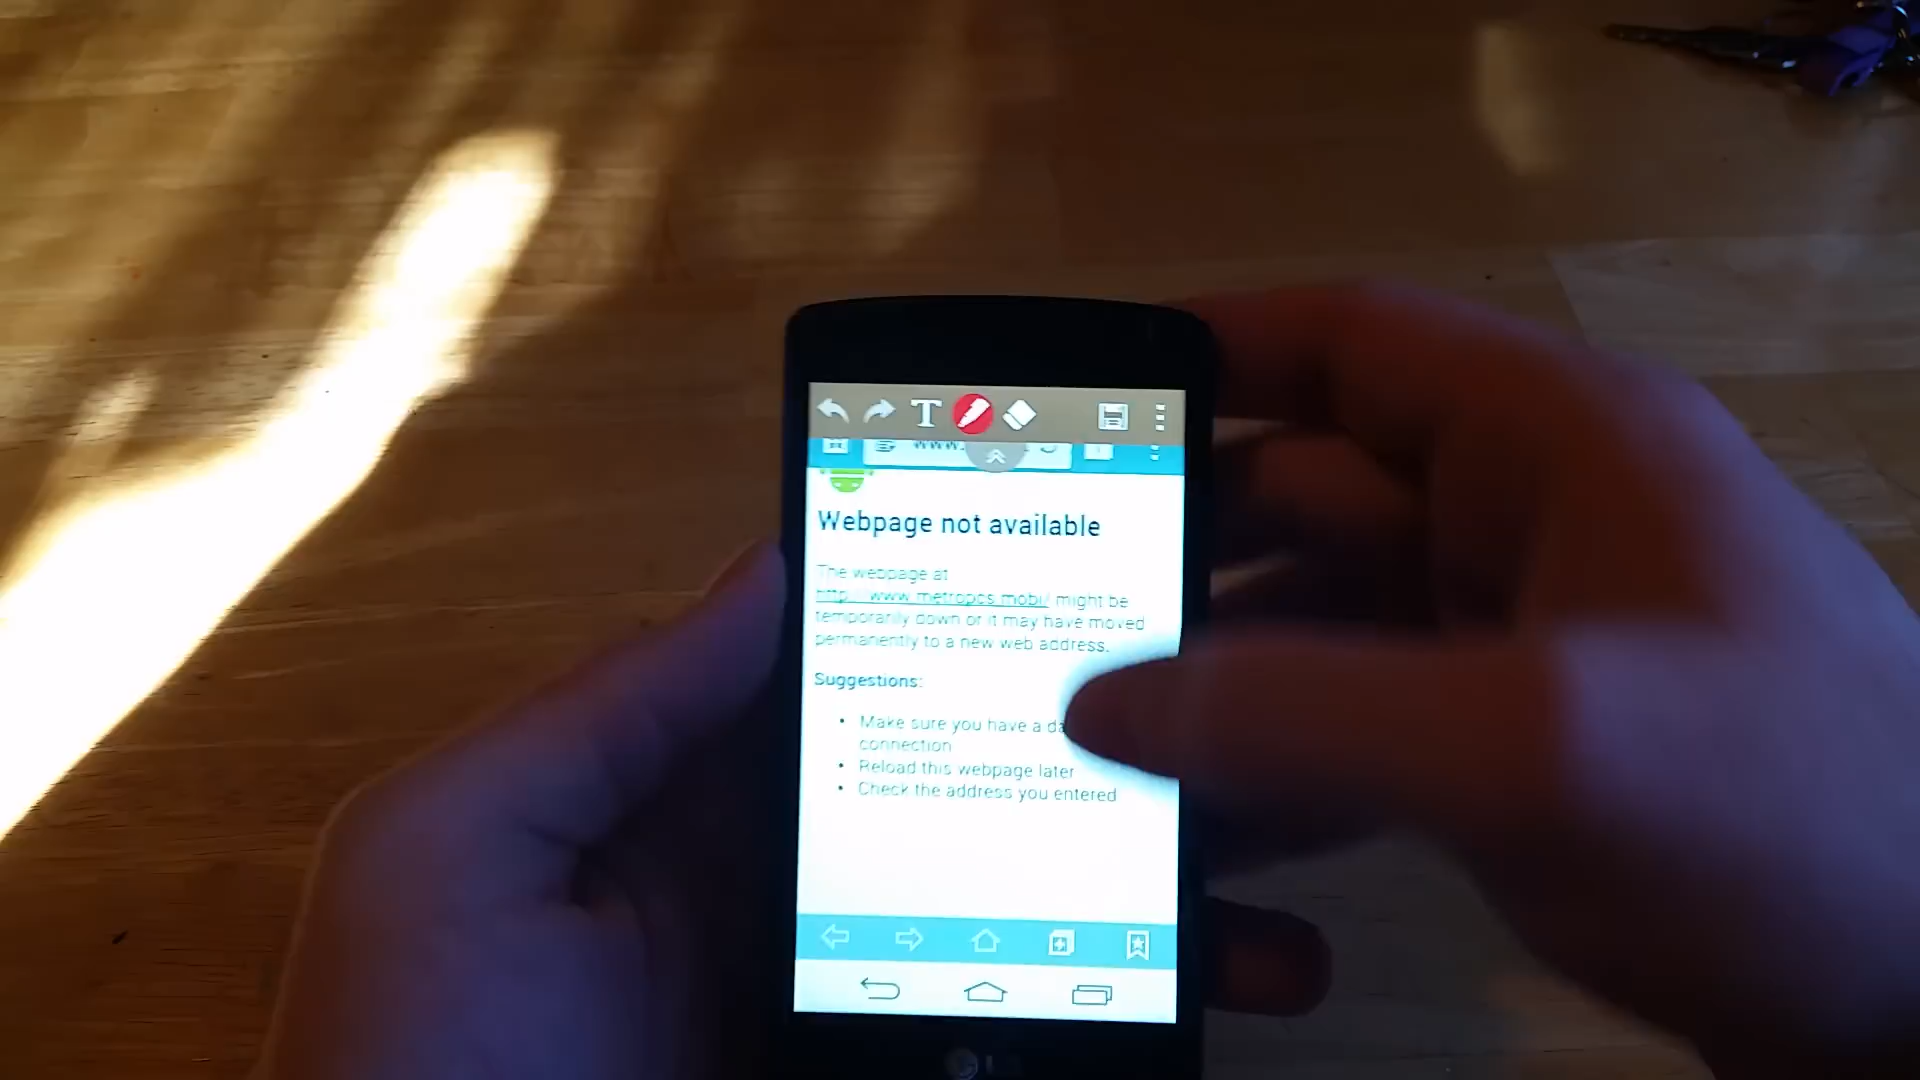 T
www.
Webpage not available
The webpage at
http://www.metropcs.mobi/ might be
temporarily down or it may have moved
permanently to a new web address.
Suggestions:
• Make sure you have a da
connection
• Reload this webpage later
• Check the address you entered
LG